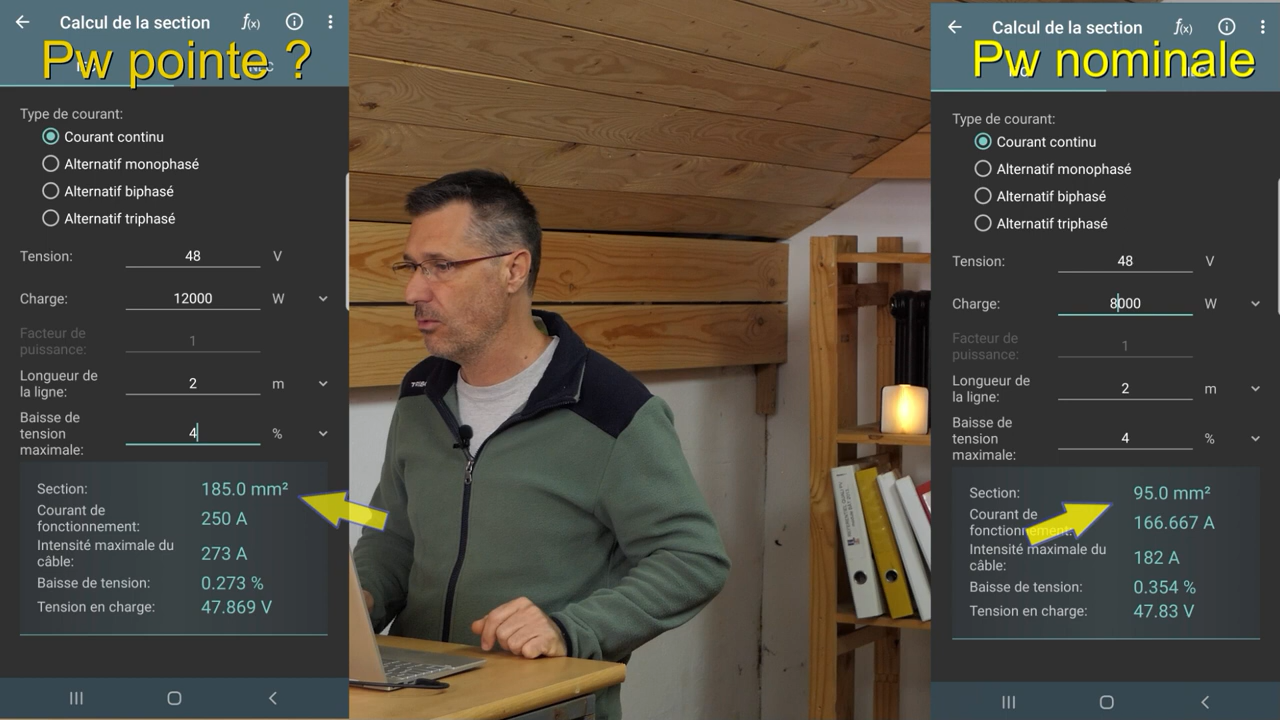 Calcul de la section
f(x)
Pw pointe ?
Type de courant:
Courant continu
Alternatif monophasé
Alternatif biphasé
Alternatif triphasé
Tension: 48 V
Charge: 12000 W
Facteur de
puissance: 1
Longueur de
la ligne: 2 m
Baisse de
tension
maximale: 4 %
Section: 185.0 mm²
Courant de
fonctionnement: 250 A
Intensité maximale du
câble: 273 A
Baisse de tension: 0.273 %
Tension en charge: 47.869 V
Calcul de la section
f(x)
Pw nominale
Type de courant:
Courant continu
Alternatif monophasé
Alternatif biphasé
Alternatif triphasé
Tension: 48 V
Charge: 8000 W
Facteur de
puissance: 1
Longueur de
la ligne: 2 m
Baisse de
tension
maximale: 4 %
Section: 95.0 mm²
Courant de
fonctionnement: 166.667 A
Intensité maximale du
câble: 182 A
Baisse de tension: 0.354 %
Tension en charge: 47.83 V